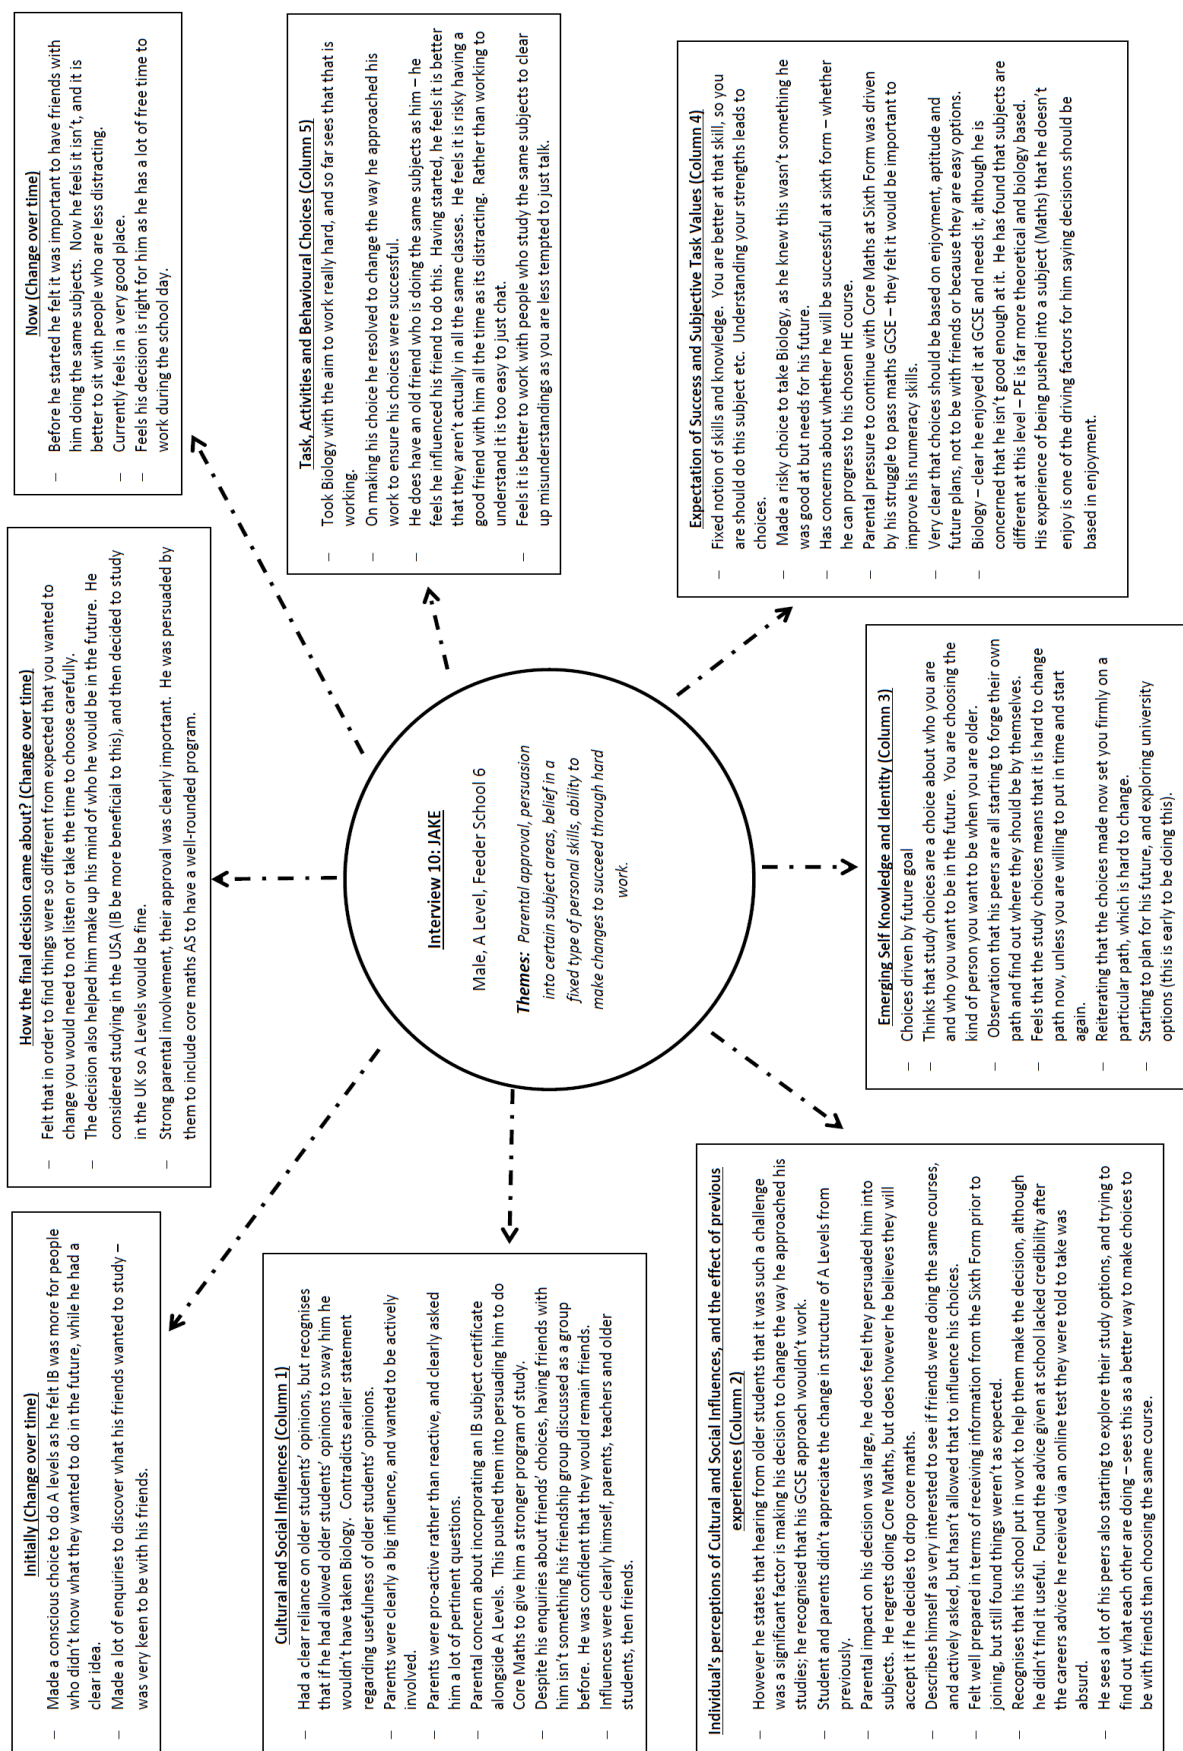 Initially (Change over time)
– Made a conscious choice to do A levels as he felt IB was more for people
who didn't know what they wanted to do in the future, while he had a
clear idea.
– Made a lot of enquiries to discover what his friends wanted to study –
was very keen to be with his friends.
How the final decision came about? (Change over time)
– Felt that in order to find things were so different from expected that you wanted to
change you would need to not listen or take the time to choose carefully.
– The decision also helped him make up his mind of who he would be in the future. He
considered studying in the USA (IB be more beneficial to this), and then decided to study
in the UK so A Levels would be fine.
– Strong parental involvement, their approval was clearly important. He was persuaded by
them to include core maths AS to have a well-rounded program.
Now (Change over time)
– Before he started he felt it was important to have friends with
him doing the same subjects. Now he feels it isn't, and it is
better to sit with people who are less distracting.
– Currently feels in a very good place.
– Feels his decision is right for him as he has a lot of free time to
work during the school day.
Cultural and Social Influences (Column 1)
– Had a clear reliance on older students' opinions, but recognises
that if he had allowed older students' opinions to sway him he
wouldn't have taken Biology. Contradicts earlier statement
regarding usefulness of older students' opinions.
– Parents were clearly a big influence, and wanted to be actively
involved.
– Parents were pro-active rather than reactive, and clearly asked
him a lot of pertinent questions.
– Parental concern about incorporating an IB subject certificate
alongside A Levels. This pushed them into persuading him to do
Core Maths to give him a stronger program of study.
– Despite his enquiries about friends' choices, having friends with
him isn't something his friendship group discussed as a group
before. He was confident that they would remain friends.
– Influences were clearly himself, parents, teachers and older
students, then friends.
Interview 10: JAKE
Male, A Level, Feeder School 6
Themes: Parental approval, persuasion
into certain subject areas, belief in a
fixed type of personal skills, ability to
make changes to succeed through hard
work.
Task, Activities and Behavioural Choices (Column 5)
– Took Biology with the aim to work really hard, and so far sees that that is
working.
– On making his choice he resolved to change the way he approached his
work to ensure his choices were successful.
– He does have an old friend who is doing the same subjects as him – he
feels he influenced his friend to do this. Having started, he feels it is better
that they aren't actually in all the same classes. He feels it is risky having a
good friend with him all the time as its distracting. Rather than working to
understand it is too easy to just chat.
– Feels it is better to work with people who study the same subjects to clear
up misunderstandings as you are less tempted to just talk.
Individual's perceptions of Cultural and Social Influences, and the effect of previous
experiences (Column 2)
– However he states that hearing from older students that it was such a challenge
was a significant factor is making his decision to change the way he approached his
studies; he recognised that his GCSE approach wouldn't work.
– Student and parents didn't appreciate the change in structure of A Levels from
previously.
– Parental impact on his decision was large, he does feel they persuaded him into
subjects. He regrets doing Core Maths, but does however he believes they will
accept it if he decides to drop core maths.
– Describes himself as very interested to see if friends were doing the same courses,
and actively asked, but hasn't allowed that to influence his choices.
– Felt well prepared in terms of receiving information from the Sixth Form prior to
joining, but still found things weren't as expected.
– Recognises that his school put in work to help them make the decision, although
he didn't find it useful. Found the advice given at school lacked credibility after
the careers advice he received via an online test they were told to take was
absurd.
– He sees a lot of his peers also starting to explore their study options, and trying to
find out what each other are doing – sees this as a better way to make choices to
be with friends than choosing the same course.
Emerging Self Knowledge and Identity (Column 3)
– Choices driven by future goal
– Thinks that study choices are a choice about who you are
and who you want to be in the future. You are choosing the
kind of person you want to be when you are older.
– Observation that his peers are all starting to forge their own
path and find out where they should be by themselves.
– Feels that the study choices means that it is hard to change
path now, unless you are willing to put in time and start
again.
– Reiterating that the choices made now set you firmly on a
particular path, which is hard to change.
– Starting to plan for his future, and exploring university
options (this is early to be doing this).
Expectation of Success and Subjective Task Values (Column 4)
– Fixed notion of skills and knowledge. You are better at that skill, so you
are should do this subject etc. Understanding your strengths leads to
choices.
– Made a risky choice to take Biology, as he knew this wasn't something he
was good at but needs for his future.
– Has concerns about whether he will be successful at sixth form – whether
he can progress to his chosen HE course.
– Parental pressure to continue with Core Maths at Sixth Form was driven
by his struggle to pass maths GCSE – they felt it would be important to
improve his numeracy skills.
– Very clear that choices should be based on enjoyment, aptitude and
future plans, not to be with friends or because they are easy options.
– Biology – clear he enjoyed it at GCSE and needs it, although he is
concerned that he isn't good enough at it. He has found that subjects are
different at this level – PE is far more theoretical and biology based.
His experience of being pushed into a subject (Maths) that he doesn't
enjoy is one of the driving factors for him saying decisions should be
based in enjoyment.